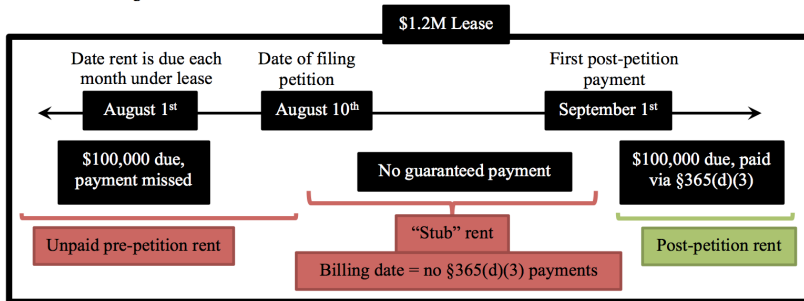 $1.2M Lease
Date rent is due each
month under lease
Date of filing
petition
First post-petition
payment
August 1st
August 10th
September 1st
$100,000 due,
payment missed
No guaranteed payment
$100,000 due, paid
via §365(d)(3)
Unpaid pre-petition rent
“Stub” rent
Billing date = no §365(d)(3) payments
Post-petition rent